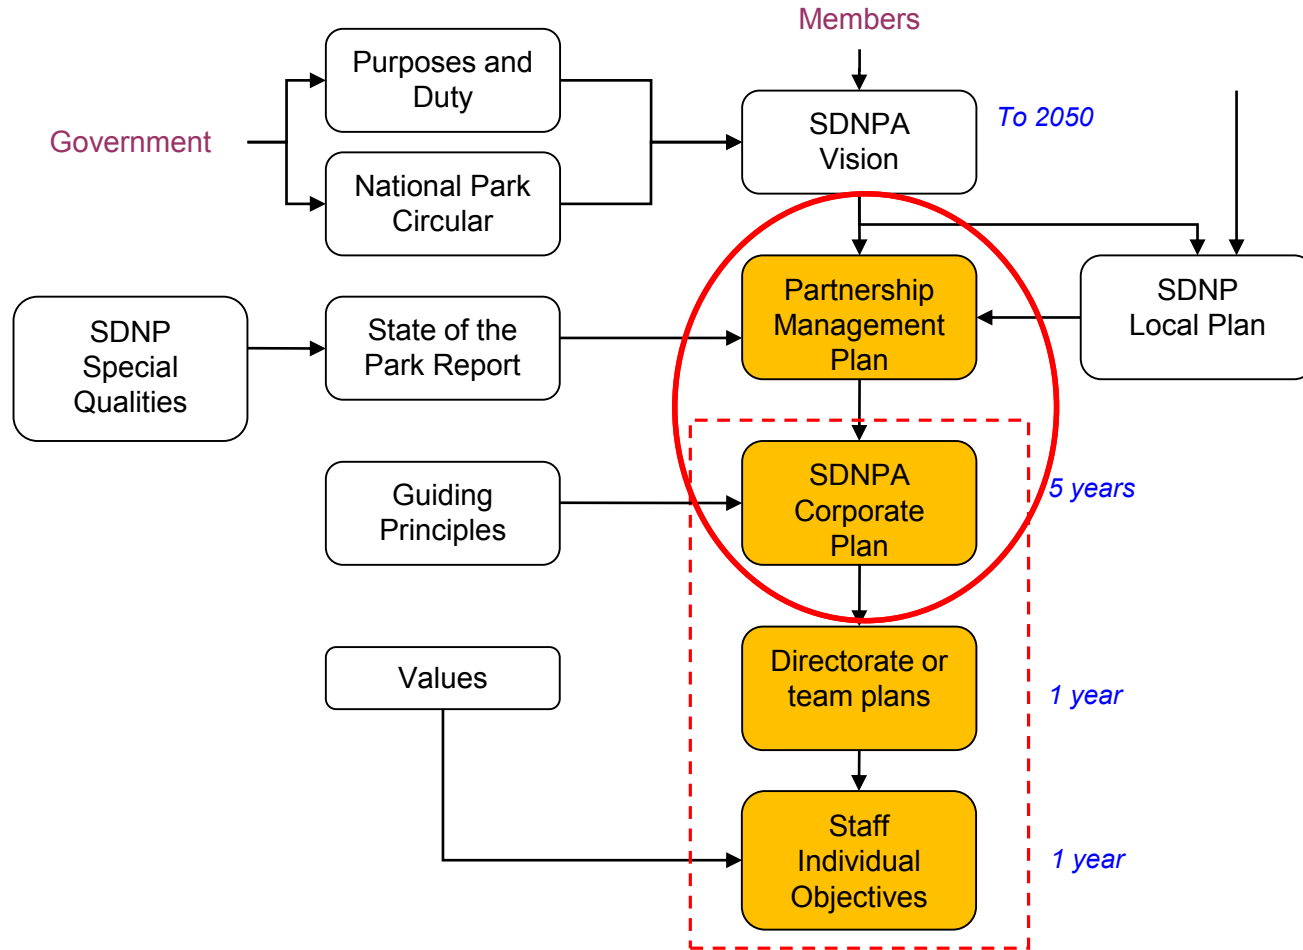 Members
Purposes and
Duty
SDNPA
Vision
To 2050
Government
National Park
Circular
SDNP
Special
Qualities
State of the
Park Report
Partnership
Management
Plan
SDNP
Local Plan
Guiding
Principles
SDNPA
Corporate
Plan
5 years
Values
Directorate or
team plans
1 year
Staff
Individual
Objectives
1 year